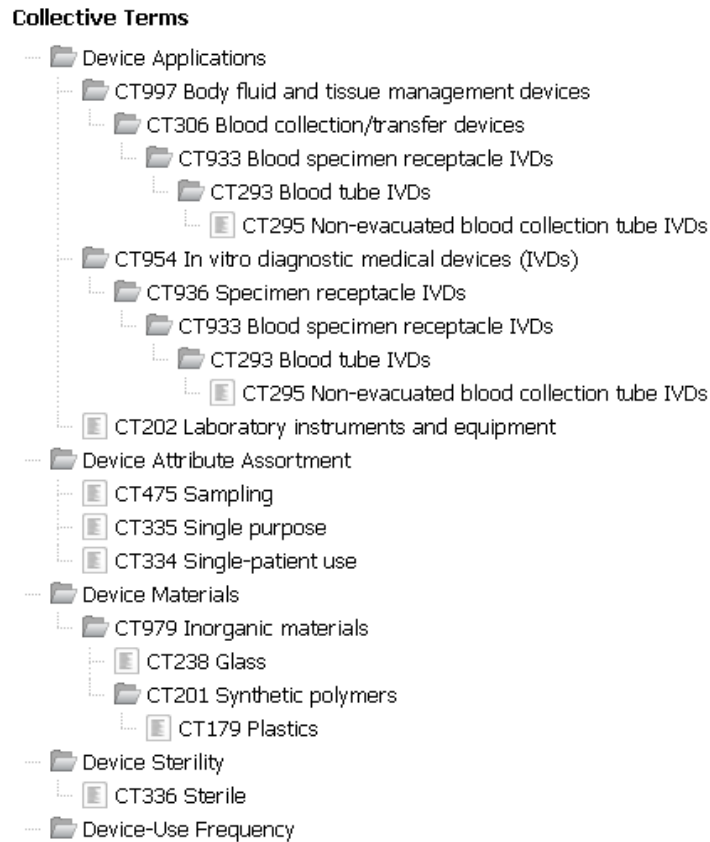 Collective Terms
Device Applications
CT997 Body fluid and tissue management devices
CT306 Blood collection/transfer devices
CT933 Blood specimen receptacle IVDs
CT293 Blood tube IVDs
CT295 Non-evacuated blood collection tube IVDs
CT954 In vitro diagnostic medical devices (IVDs)
CT936 Specimen receptacle IVDs
CT933 Blood specimen receptacle IVDs
CT293 Blood tube IVDs
CT295 Non-evacuated blood collection tube IVDs
CT202 Laboratory instruments and equipment
Device Attribute Assortment
CT475 Sampling
CT335 Single purpose
CT334 Single-patient use
Device Materials
CT979 Inorganic materials
CT238 Glass
CT201 Synthetic polymers
CT179 Plastics
Device Sterility
CT336 Sterile
Device-Use Frequency